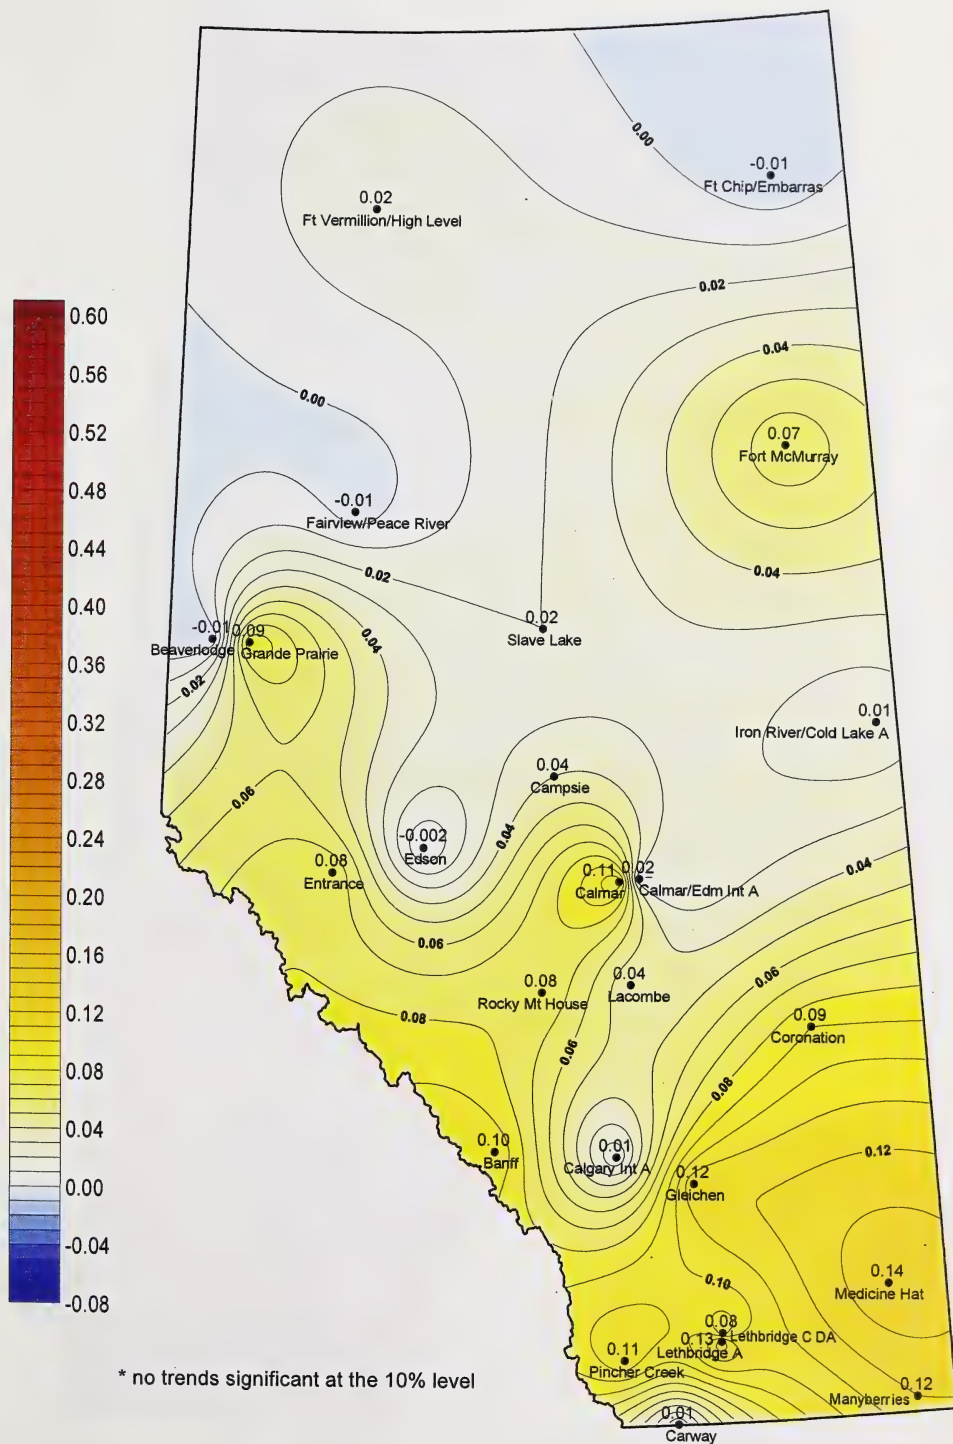 0.00
-0.01
Ft Chip/Embarras
0.02
Ft Vermillion/High Level
0.02
0.04
0.07
Fort McMurray
0.04
0.00
-0.01
Fairview/Peace River
0.02
0.02
Slave Lake
-0.01
Beaverlodge
0.09
Grande Prairie
0.04
0.02
0.01
Iron River/Cold Lake A
0.04
Campsie
0.06
0.04
-0.002
Edson
0.08
Entrance
0.11
Calmar
0.02
Calmar/Edm Int A
0.04
0.06
0.08
Rocky Mt House
0.04
Lacombe
0.06
0.08
0.09
Coronation
0.06
0.08
0.10
Banff
0.01
Calgary Int A
0.12
Gleichen
0.12
0.14
Medicine Hat
0.10
0.08
Lethbridge C DA
0.13
Lethbridge A
0.11
Pincher Creek
0.12
Manyberries
0.01
Carway
0.60
0.56
0.52
0.48
0.44
0.40
0.36
0.32
0.28
0.24
0.20
0.16
0.12
0.08
0.04
0.00
-0.04
-0.08
* no trends significant at the 10% level